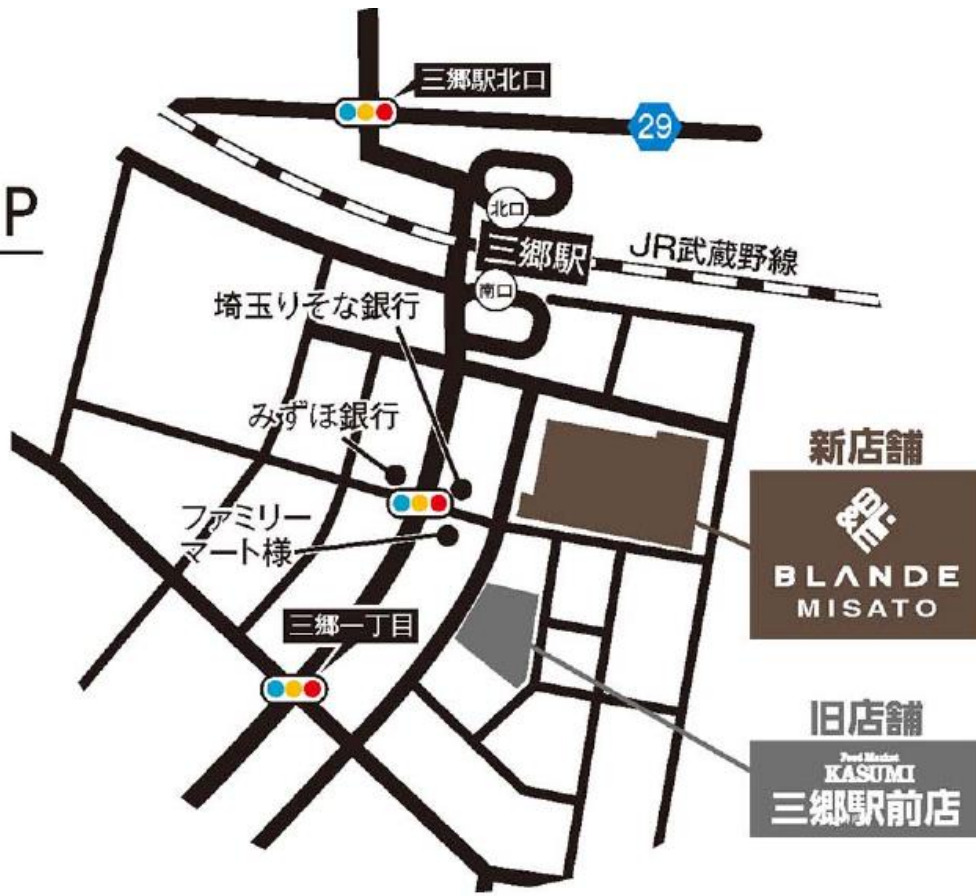 三郷駅北口
29
P
北口
三郷駅
JR武蔵野線
南口
埼玉りそな銀行
みずほ銀行
ファミリー
マート様
三郷一丁目
新店舗
BLANDE
MISATO
旧店舗
Food Market
KASUMI
三郷駅前店